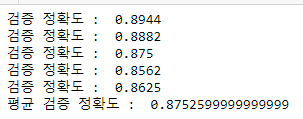 검증 정확도 :  0.8944
검증 정확도 :  0.8882
검증 정확도 :  0.875
검증 정확도 :  0.8562
검증 정확도 :  0.8625
평균 검증 정확도 :  0.8752599999999999